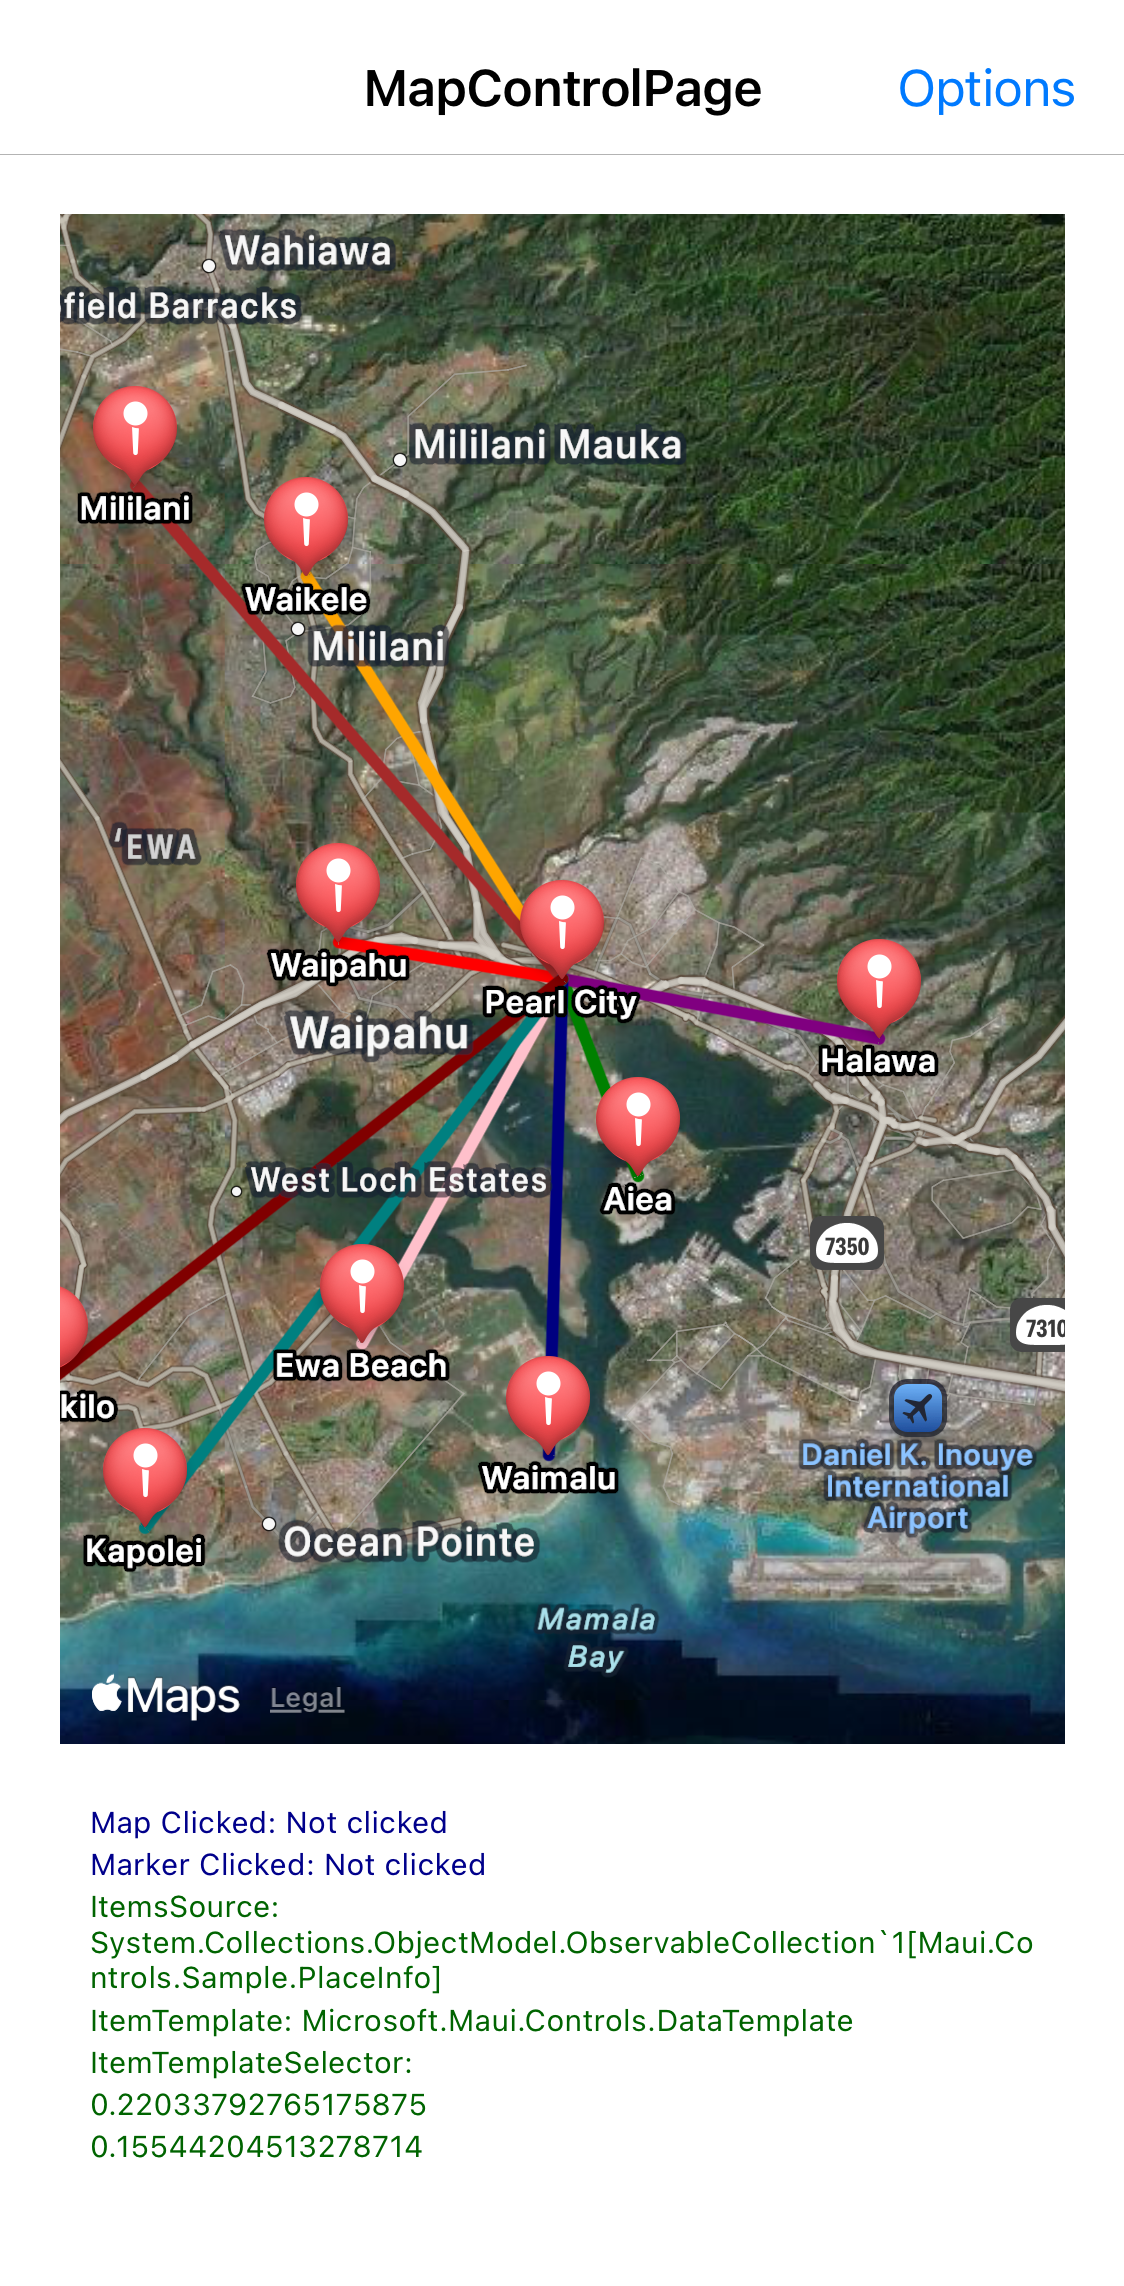 MapControlPage
Options
Wahiawa
field Barracks
Mililani Mauka
Mililani
Waikele
Mililani
ʻEWA
Waipahu
Pearl City
Waipahu
Halawa
West Loch Estates
Aiea
7350
7310
Ewa Beach
kilo
Daniel K. Inouye
International
Airport
Waimalu
Kapolei
Ocean Pointe
Mamala
Bay
Maps
Legal
Map Clicked: Not clicked
Marker Clicked: Not clicked
ItemsSource:
System.Collections.ObjectModel.ObservableCollection`1[Maui.Co
ntrols.Sample.PlaceInfo]
ItemTemplate: Microsoft.Maui.Controls.DataTemplate
ItemTemplateSelector:
0.22033792765175875
0.15544204513278714